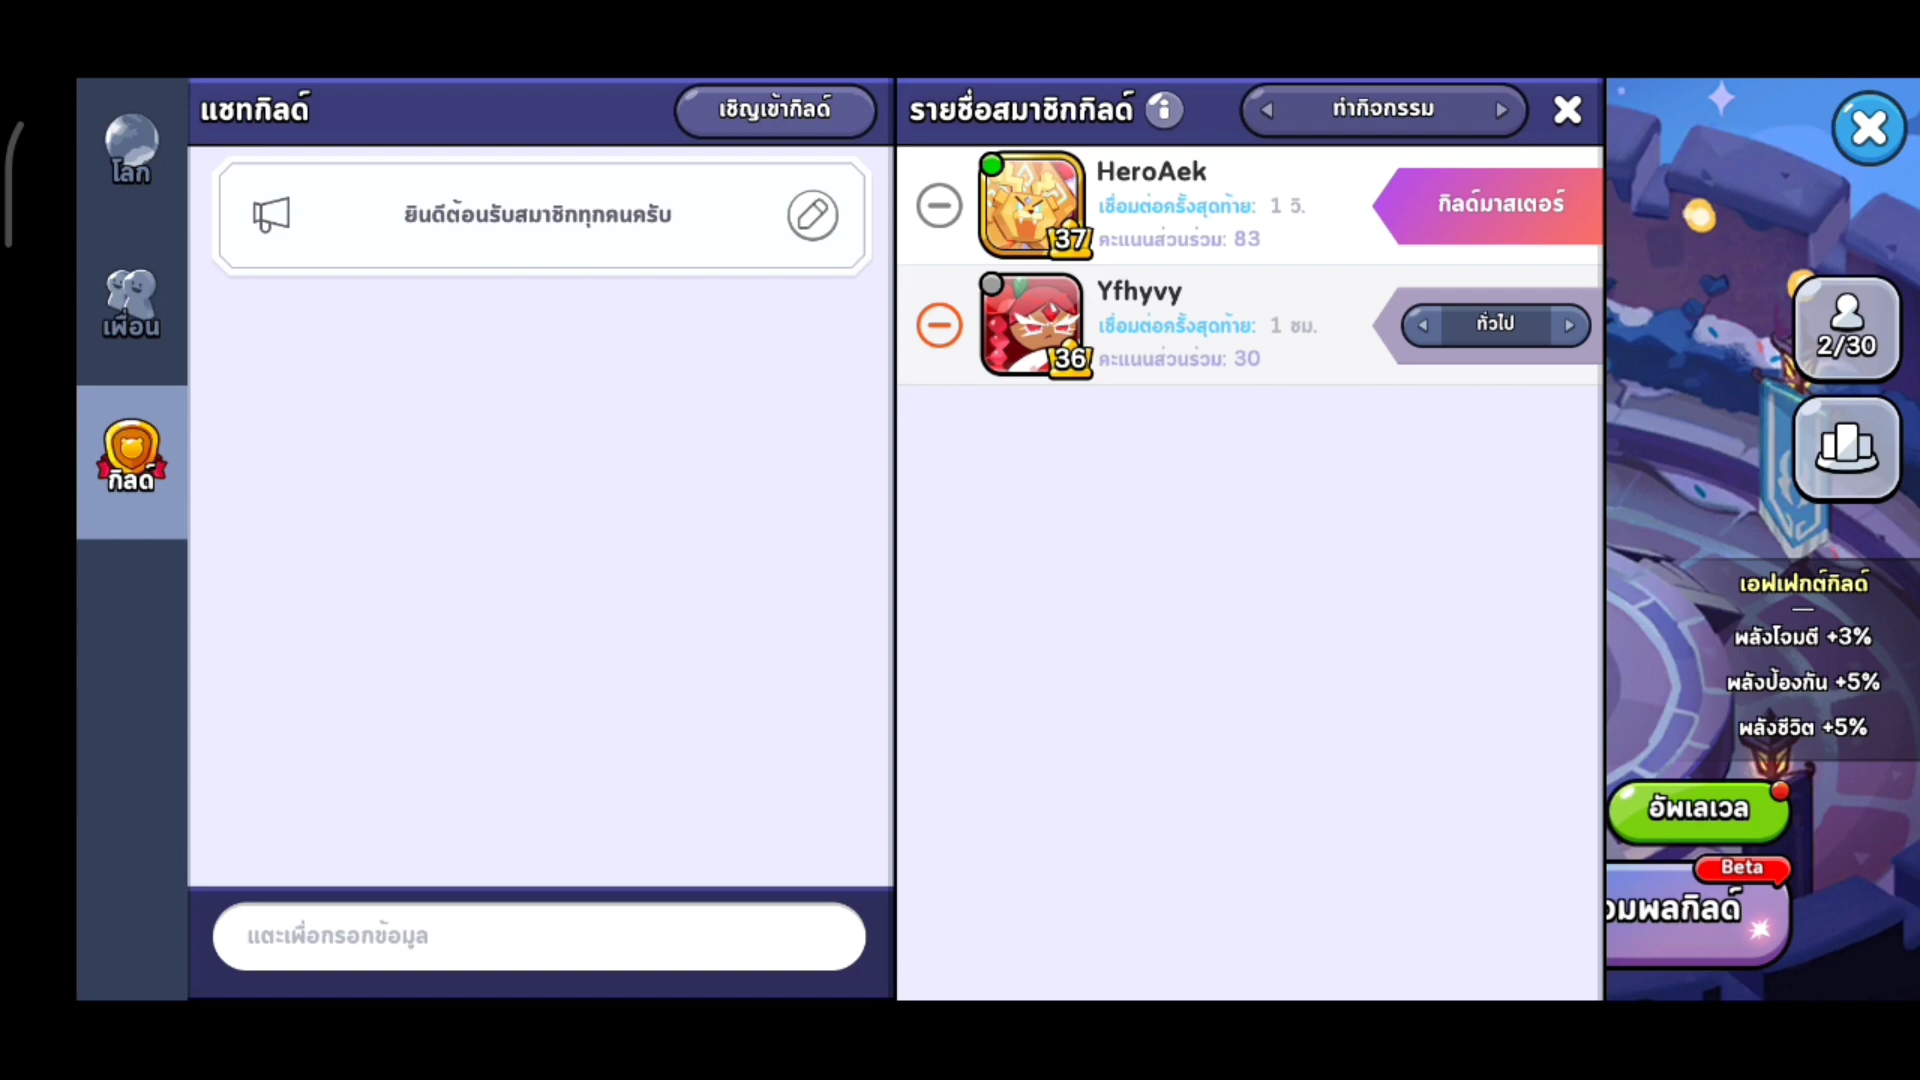 โลก
เพื่อน
กิลด์
แชทกิลด์
เชิญเข้ากิลด์
ยินดีต้อนรับสมาชิกทุกคนครับ
แตะเพื่อกรอกข้อมูล
รายชื่อสมาชิกกิลด์
ทำกิจกรรม
HeroAek
เชื่อมต่อครั้งสุดท้าย: 1 วิ.
คะแนนส่วนร่วม: 83
37
กิลด์มาสเตอร์
Yfhyvy
เชื่อมต่อครั้งสุดท้าย: 1 ชม.
คะแนนส่วนร่วม: 30
36
ทั่วไป
2/30
เอฟเฟกต์กิลด์
พลังโจมตี +3%
พลังป้องกัน +5%
พลังชีวิต +5%
อัพเลเวล
Beta
มพลกิลด์